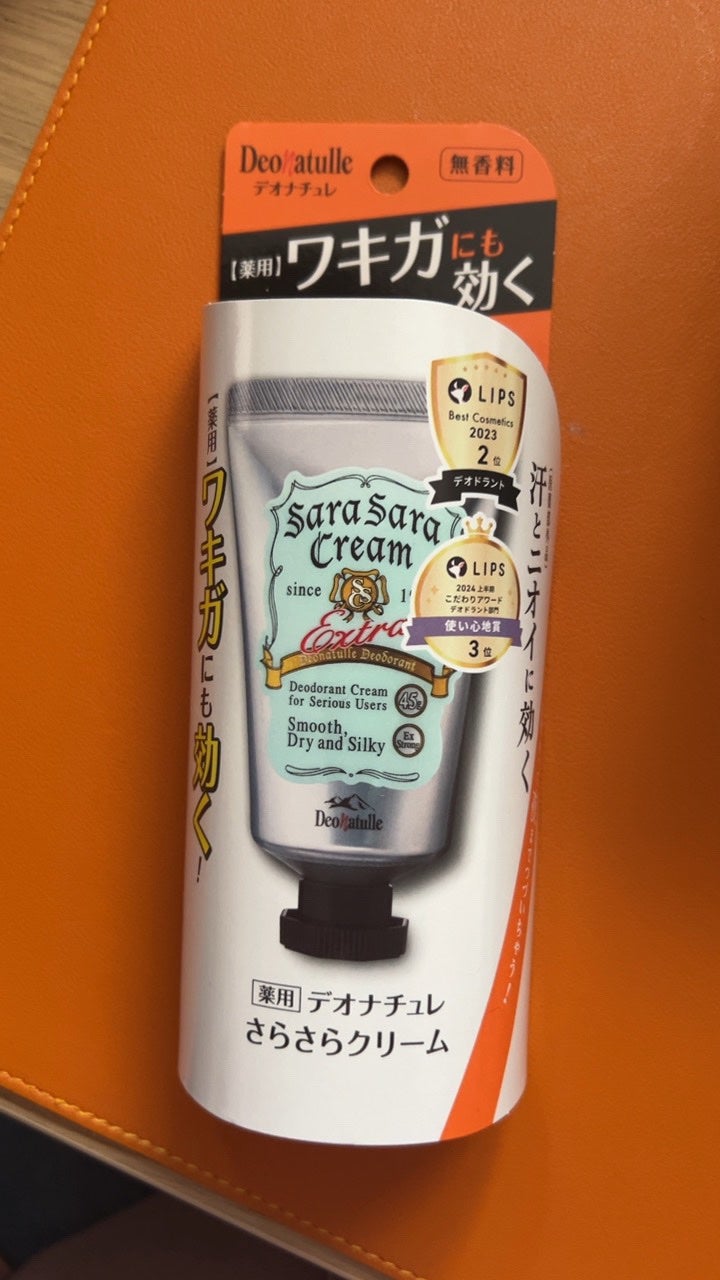 Deonatulle
デオナチュレ
無香料
【薬用】ワキガにも効く
【薬用】ワキガにも効く!
LIPS
Best Cosmetics
2023
2位
デオドラント
汗とニオイに効く
Sara Sara
Cream
since
Extra
Deonatulle Deodorant
Deodorant Cream
for Serious Users
45g
Smooth,
Dry and Silky
Ex
Strong
LIPS
2024 上半期
こだわりアワード
デオドラント部門
使い心地賞
3位
Deonatulle
薬用 デオナチュレ
さらさらクリーム